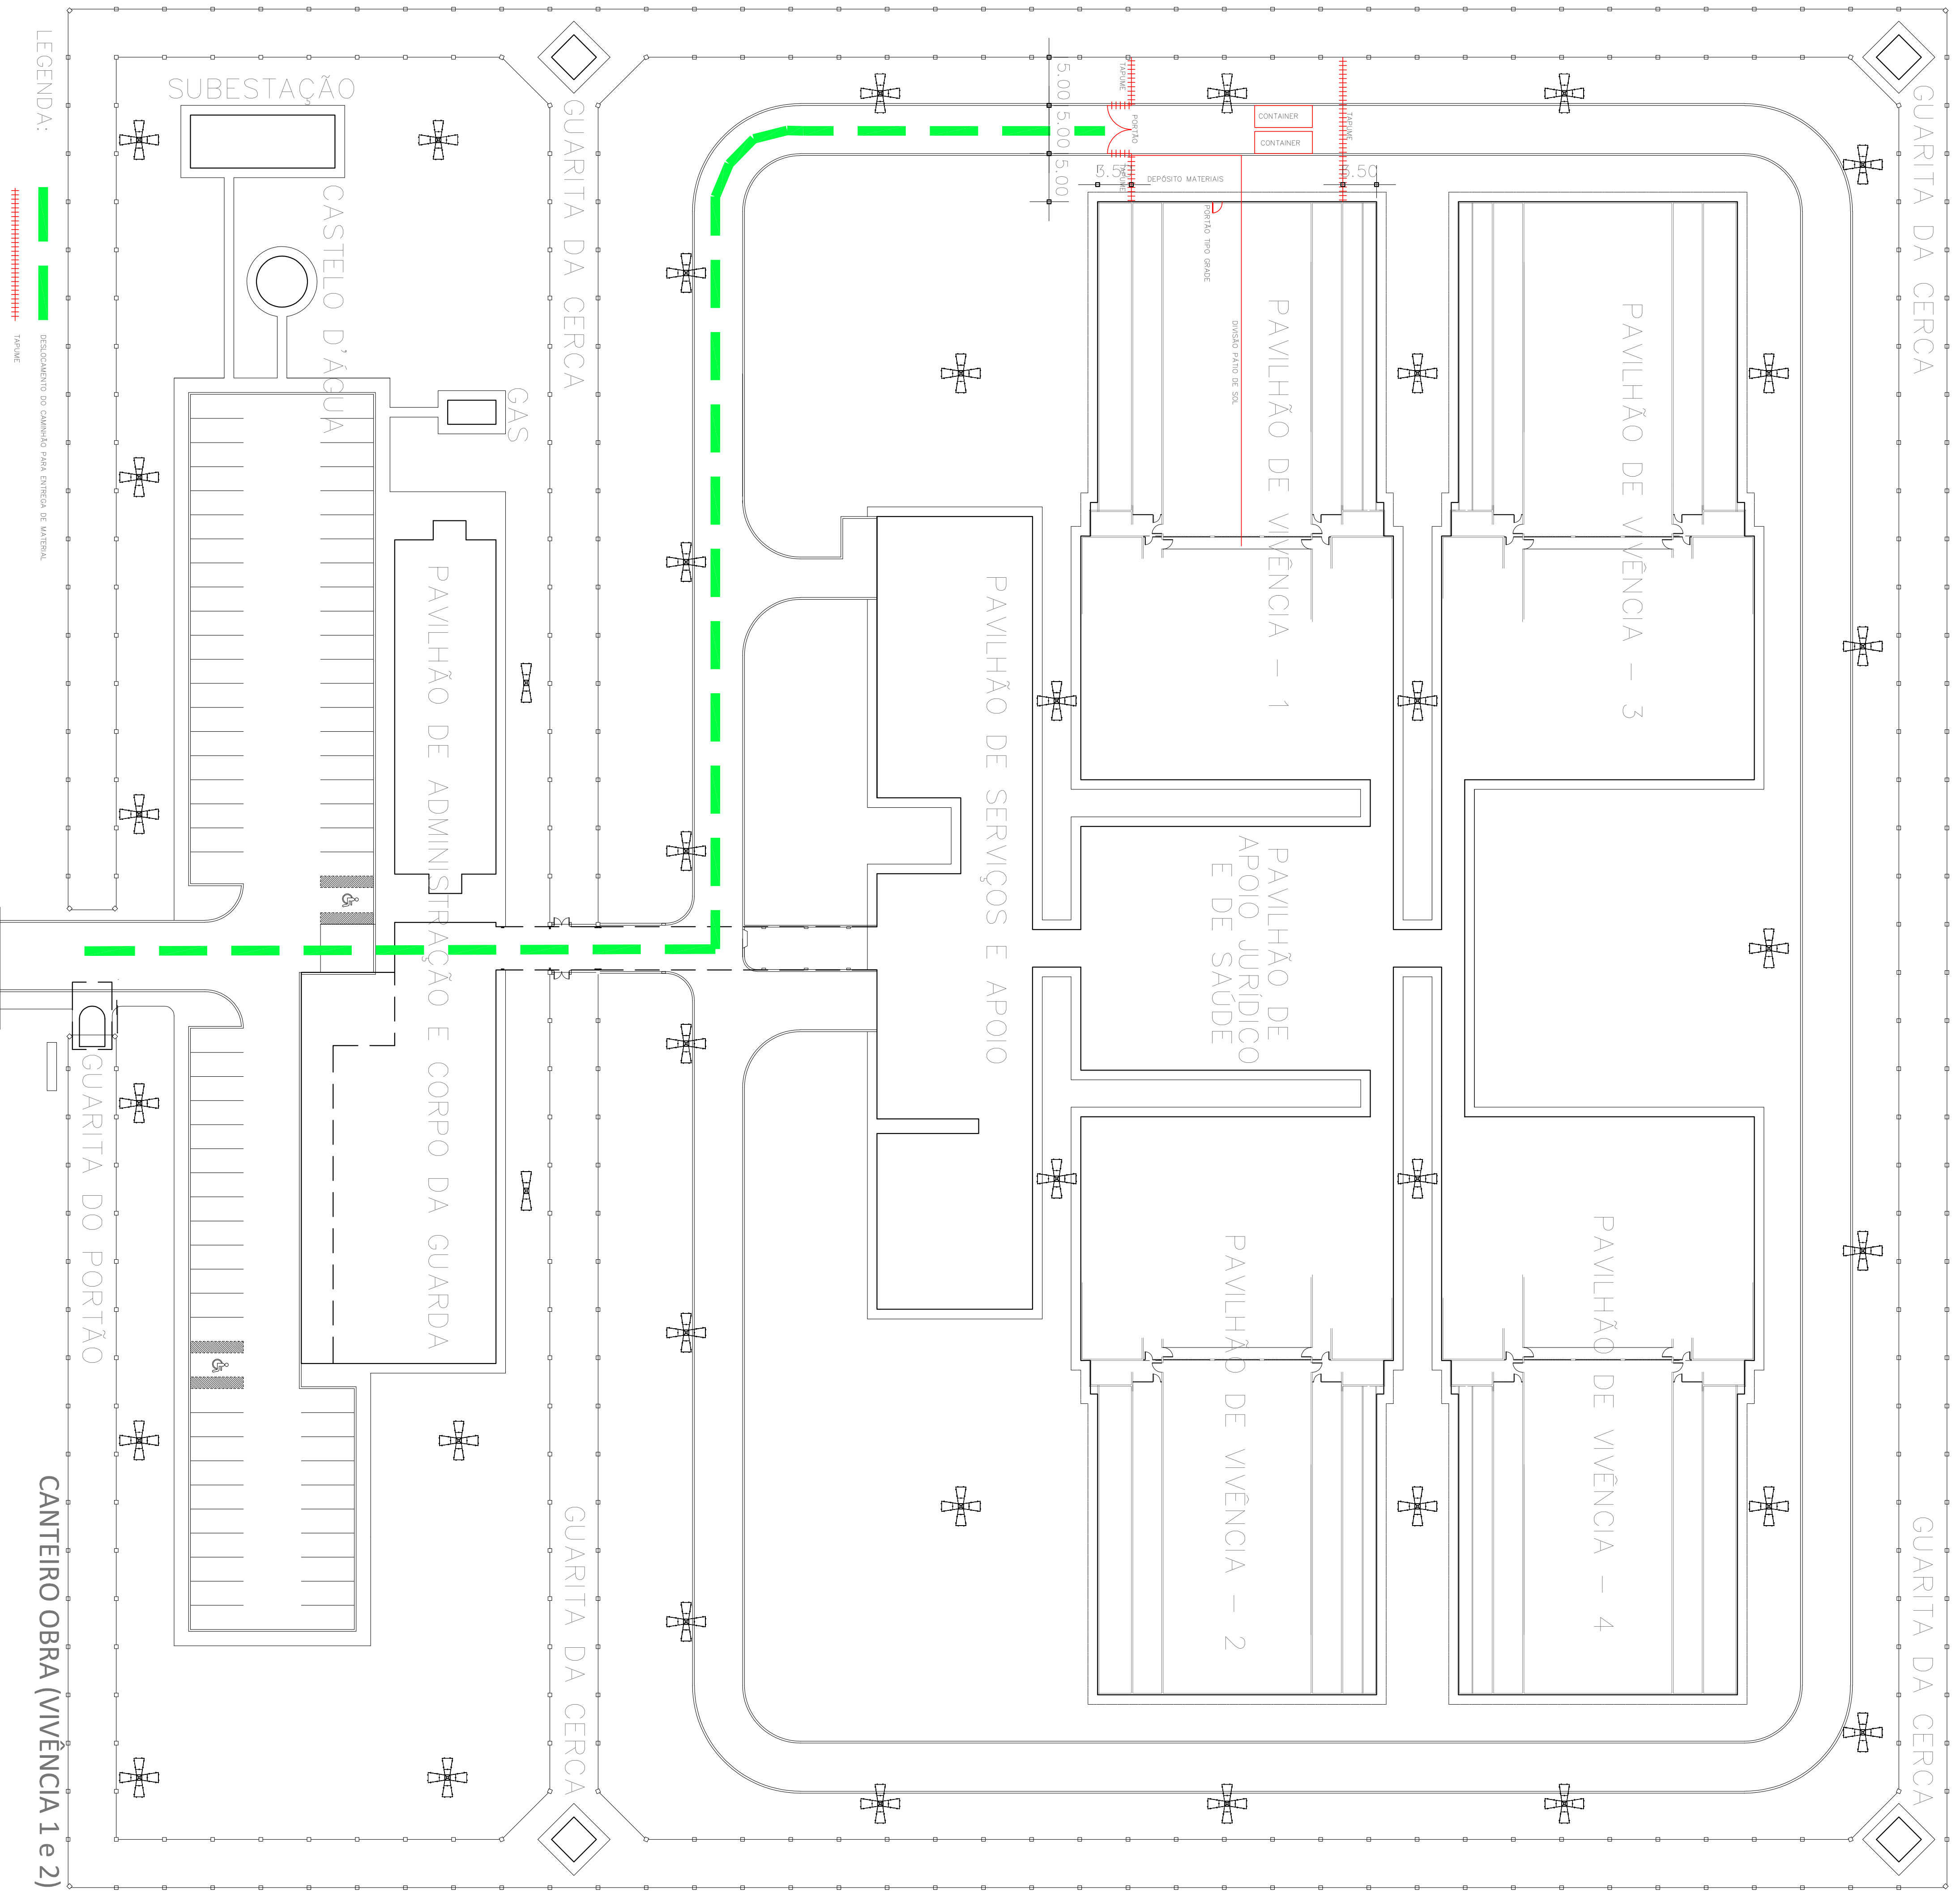 LEGENDA:
DESLOCAMENTO DO CAMINHÃO PARA ENTREGA DE MATERIAL
TAPUME
SUBESTAÇÃO
CASTELO D'ÁGUA
GÁS
GUARITA DA CERCA
PAVILHÃO DE ADMINISTRAÇÃO E CORPO DA GUARDA
GUARITA DO PORTÃO
GUARITA DA CERCA
PAVILHÃO DE SERVIÇOS E APOIO
5.00
5.00
5.00
TAPUME
PORTÃO
TAPUME
3.50
DEPÓSITO MATERIAIS
CONTAINER
CONTAINER
TAPUME
3.50
PORTÃO TIPO GRADE
DIVISÃO PÁTIO DE SOL
PAVILHÃO DE VIVÊNCIA - 1
PAVILHÃO DE VIVÊNCIA - 3
PAVILHÃO DE
APOIO JURÍDICO
E DE SAÚDE
PAVILHÃO DE VIVÊNCIA - 2
PAVILHÃO DE VIVÊNCIA - 4
GUARITA DA CERCA
GUARITA DA CERCA
CANTEIRO OBRA (VIVÊNCIA 1 e 2)